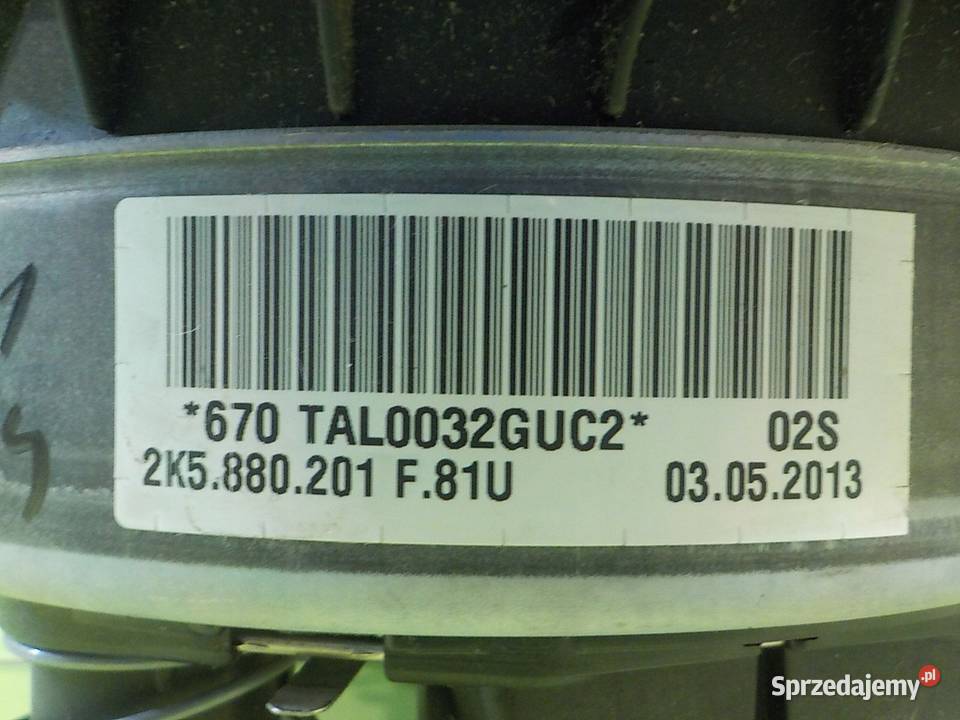 *670 TAL0032GUC2* 02S
2K5.880.201 F.81U 03.05.2013
Sprzedajemy.pl